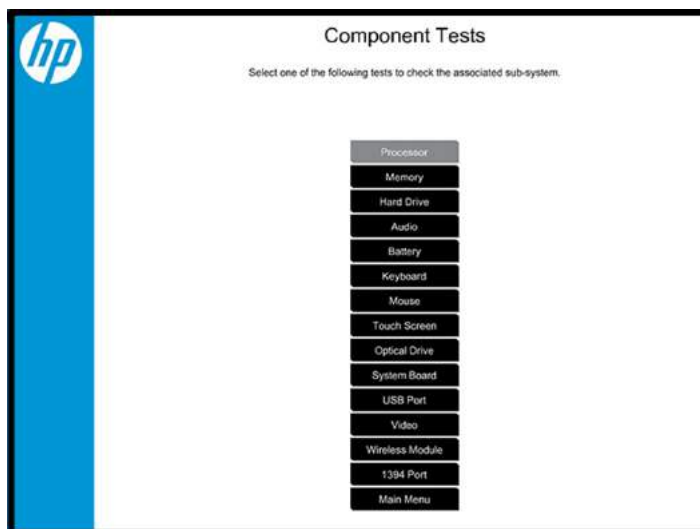 hp
Component Tests
Select one of the following tests to check the associated sub-system.
Processor
Memory
Hard Drive
Audio
Battery
Keyboard
Mouse
Touch Screen
Optical Drive
System Board
USB Port
Video
Wireless Module
1394 Port
Main Menu